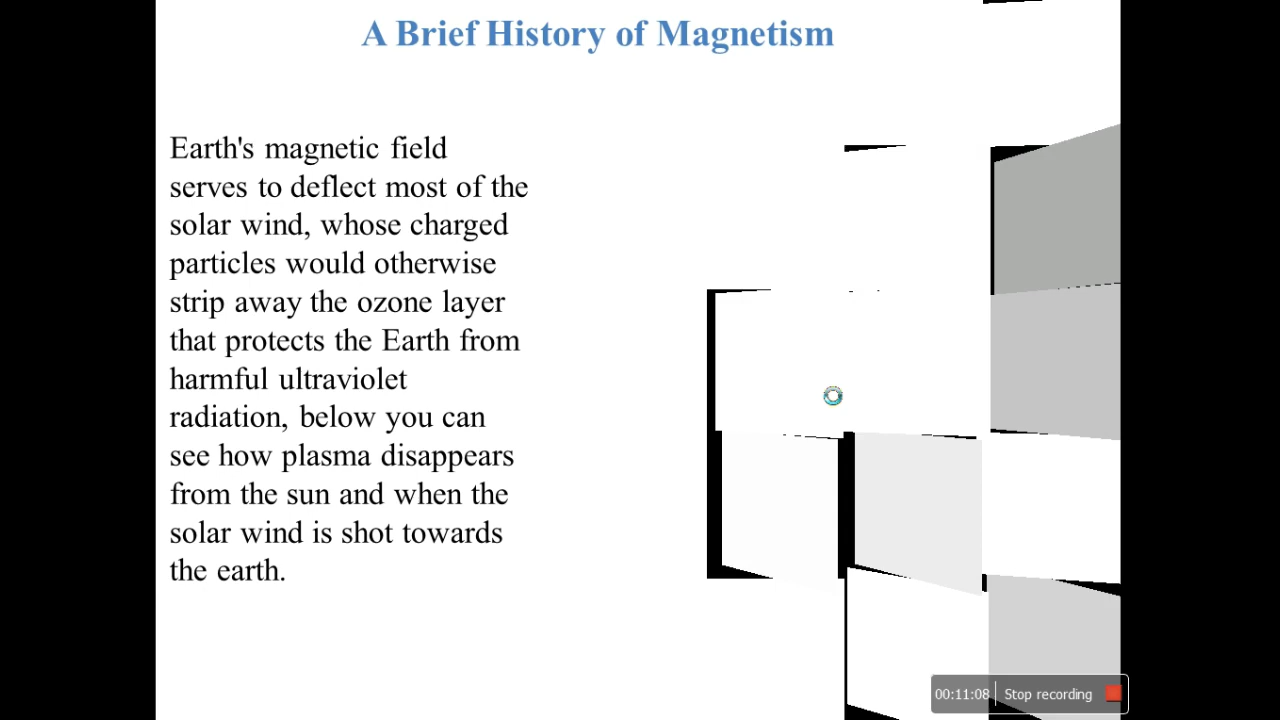 A Brief History of Magnetism
Earth's magnetic field
serves to deflect most of the
solar wind, whose charged
particles would otherwise
strip away the ozone layer
that protects the Earth from
harmful ultraviolet
radiation, below you can
see how plasma disappears
from the sun and when the
solar wind is shot towards
the earth.
00:11:08 Stop recording